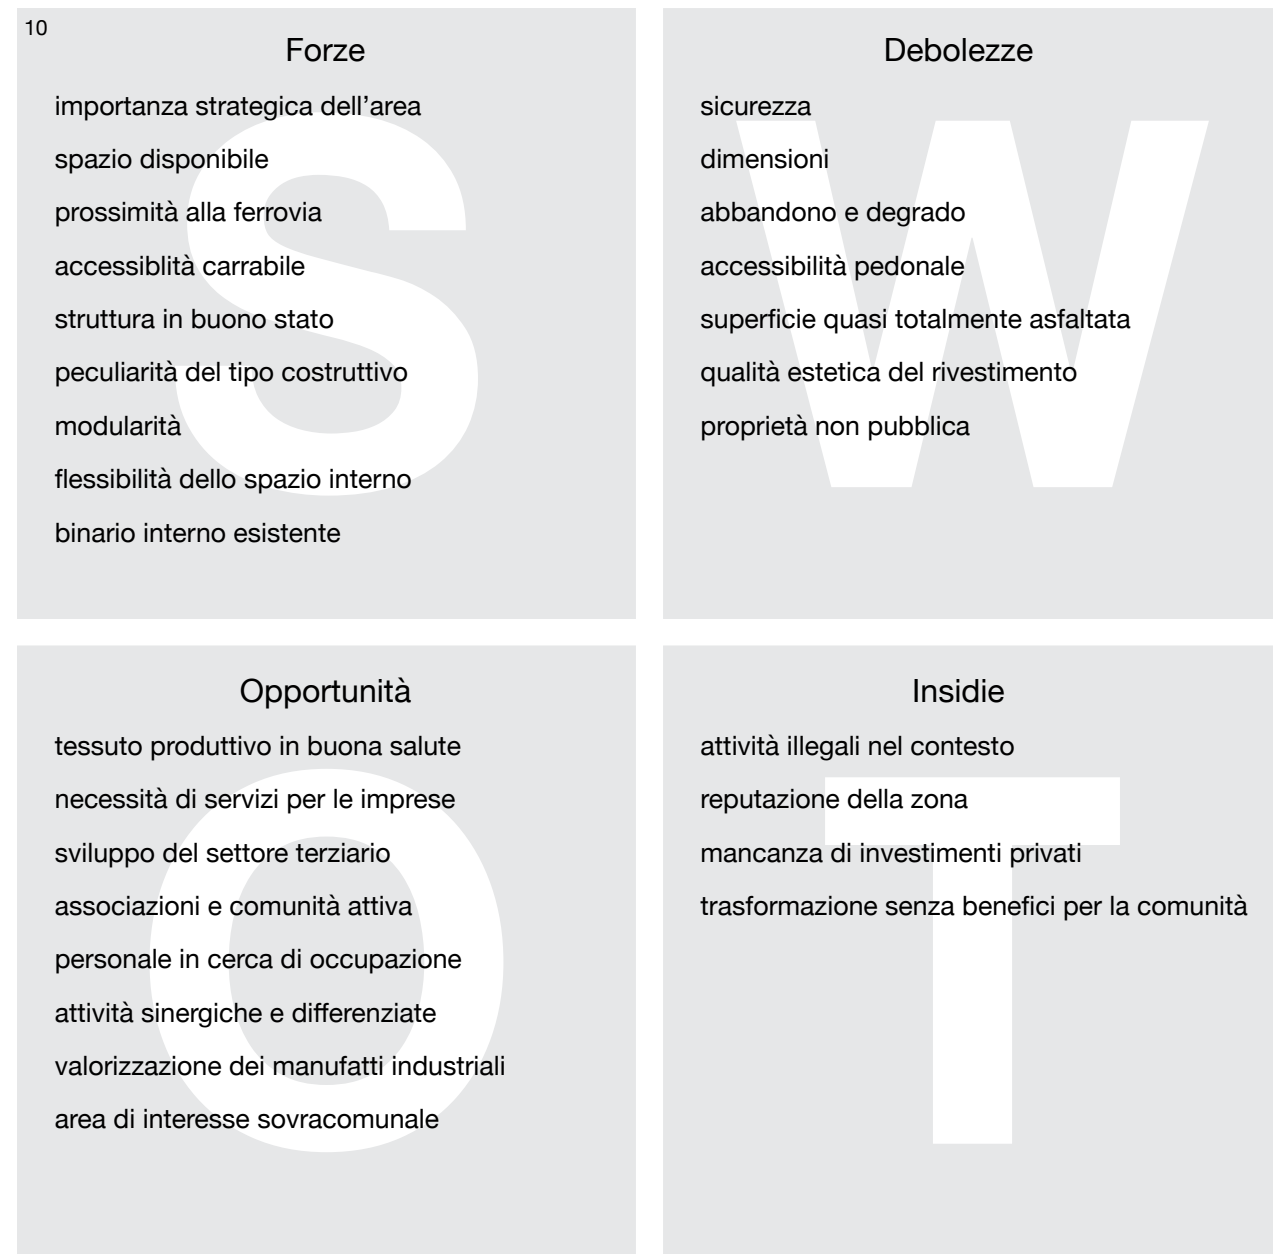 10
Forze
importanza strategica dell’area
spazio disponibile
prossimità alla ferrovia
accessiblità carrabile
struttura in buono stato
peculiarità del tipo costruttivo
modularità
flessibilità dello spazio interno
binario interno esistente
S
Debolezze
sicurezza
dimensioni
abbandono e degrado
accessibilità pedonale
superficie quasi totalmente asfaltata
qualità estetica del rivestimento
proprietà non pubblica
W
Opportunità
tessuto produttivo in buona salute
necessità di servizi per le imprese
sviluppo del settore terziario
associazioni e comunità attiva
personale in cerca di occupazione
attività sinergiche e differenziate
valorizzazione dei manufatti industriali
area di interesse sovracomunale
O
Insidie
attività illegali nel contesto
reputazione della zona
mancanza di investimenti privati
trasformazione senza benefici per la comunità
T